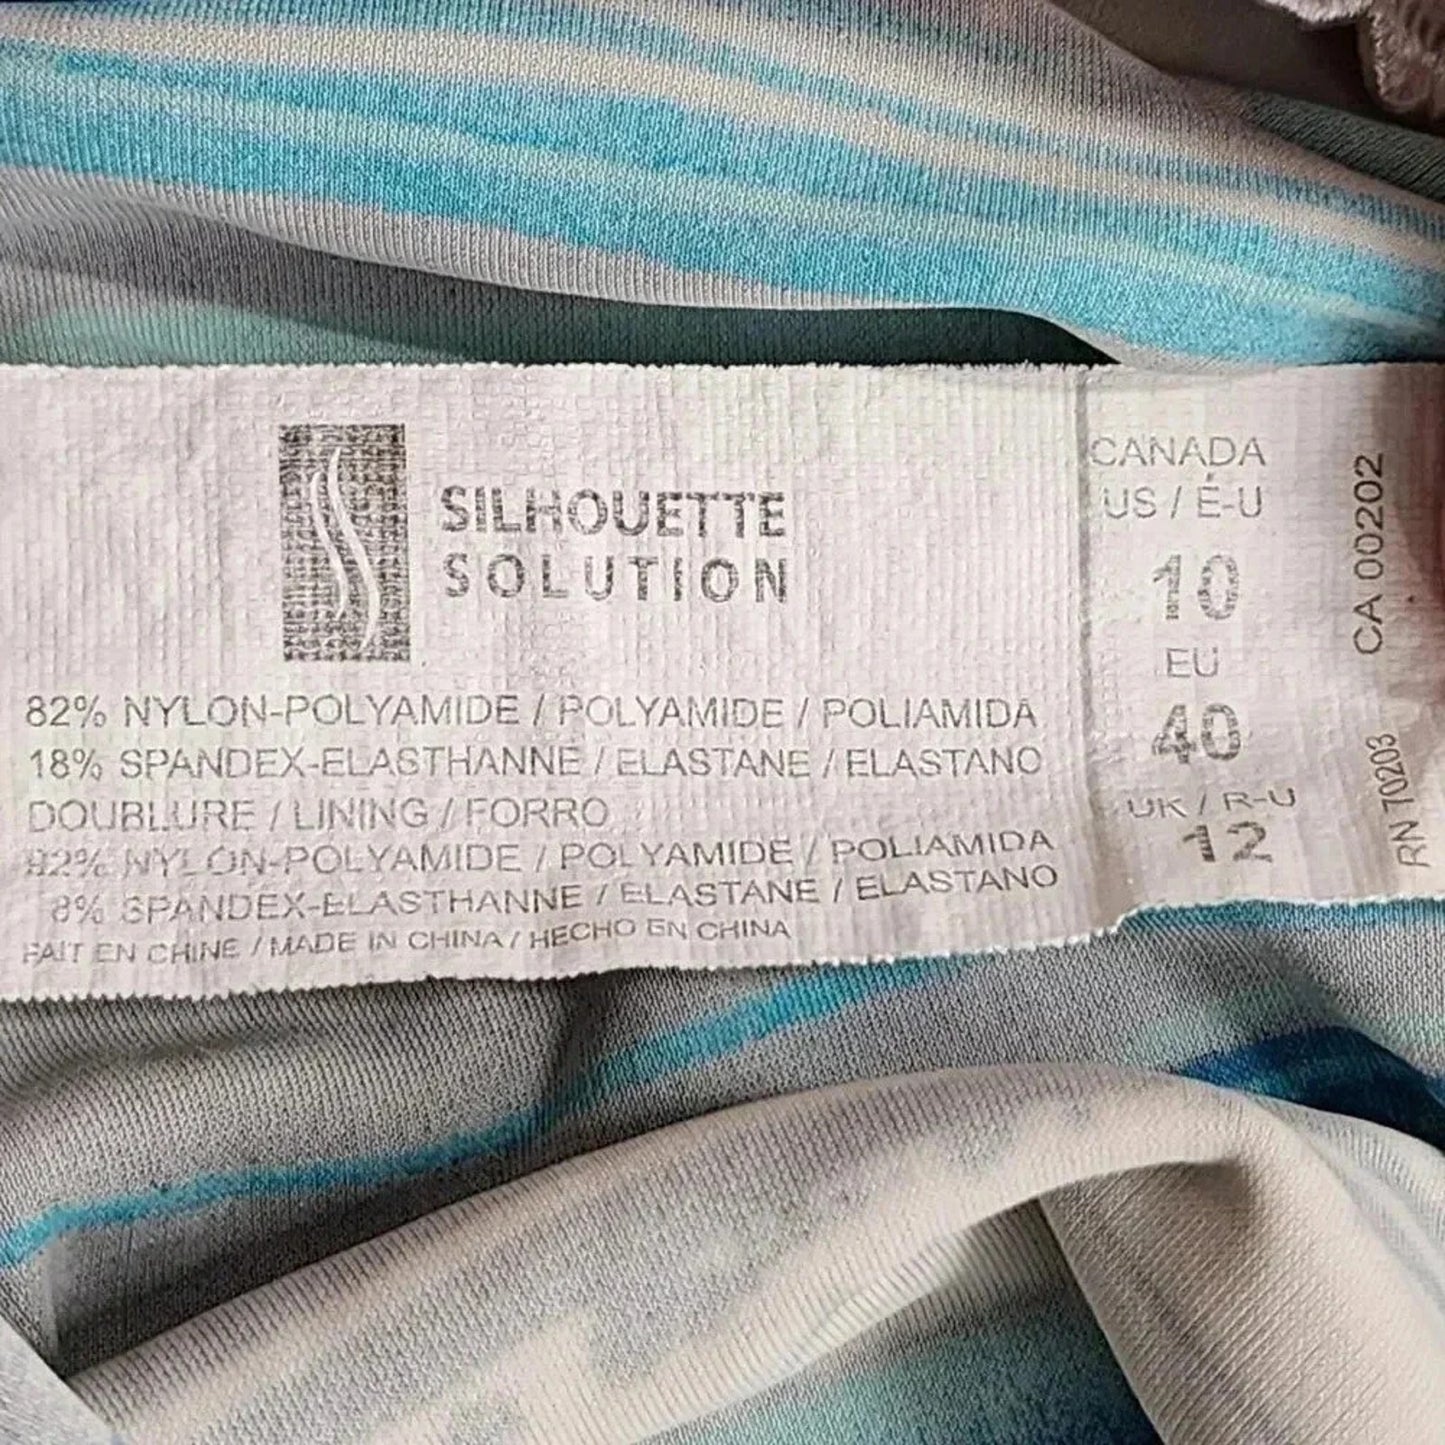 SILHOUETTE
SOLUTION
82% NYLON-POLYAMIDE / POLYAMIDE / POLIAMIDA
18% SPANDEX-ELASTHANNE / ELASTANE / ELASTANO
DOUBLURE / LINING / FORRO
82% NYLON-POLYAMIDE / POLYAMIDE / POLIAMIDA
8% SPANDEX-ELASTHANNE / ELASTANE / ELASTANO
FAIT EN CHINE / MADE IN CHINA / HECHO EN CHINA
CANADA
US / É-U
10
EU
40
UK / R-U
12
CA 00202
RN 70203